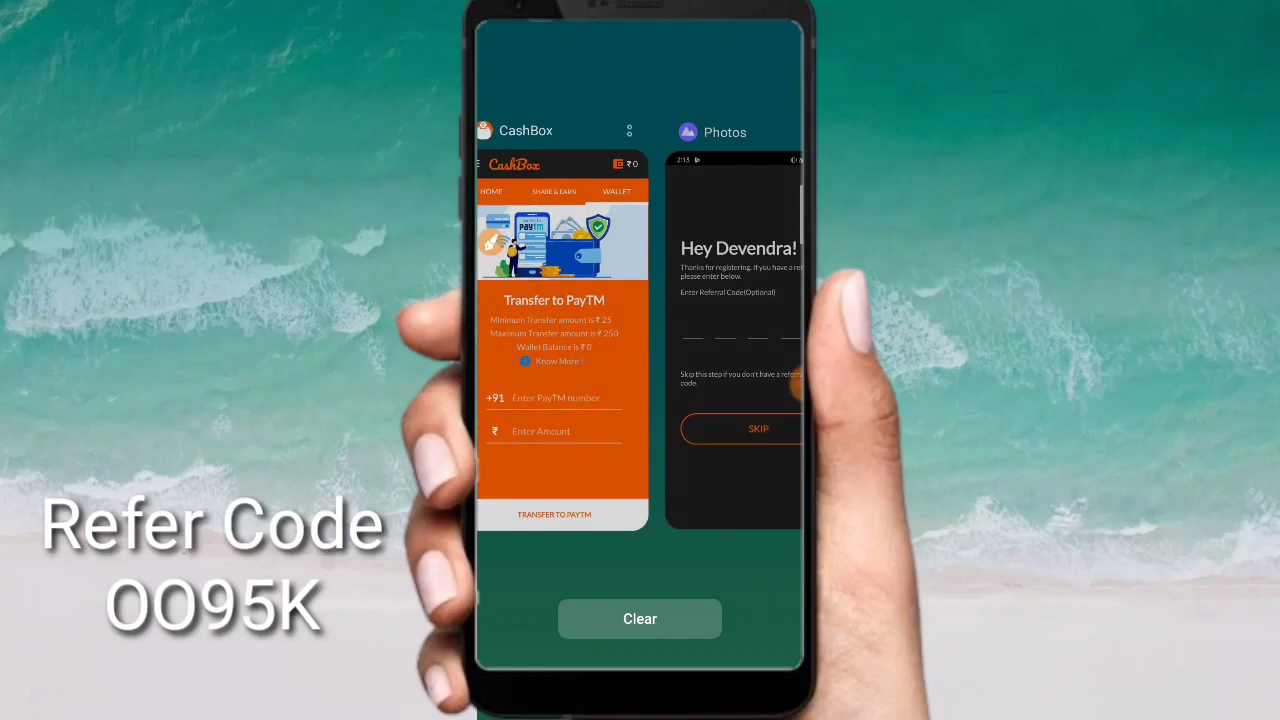 CashBox
CashBox
₹ 0
HOME
SHARE & EARN
WALLET
paytm
Transfer to PayTM
Minimum Transfer amount is ₹ 25
Maximum Transfer amount is ₹ 250
Wallet Balance is ₹ 0
Know More !
+91 Enter PayTM number
₹ Enter Amount
TRANSFER TO PAYTM
Photos
2:13
Hey Devendra!
Thanks for registering. If you have a
please enter below.
Enter Referral Code(Optional)
Skip this step if you don't have a
code.
SKIP
Clear
Refer Code
OO95K